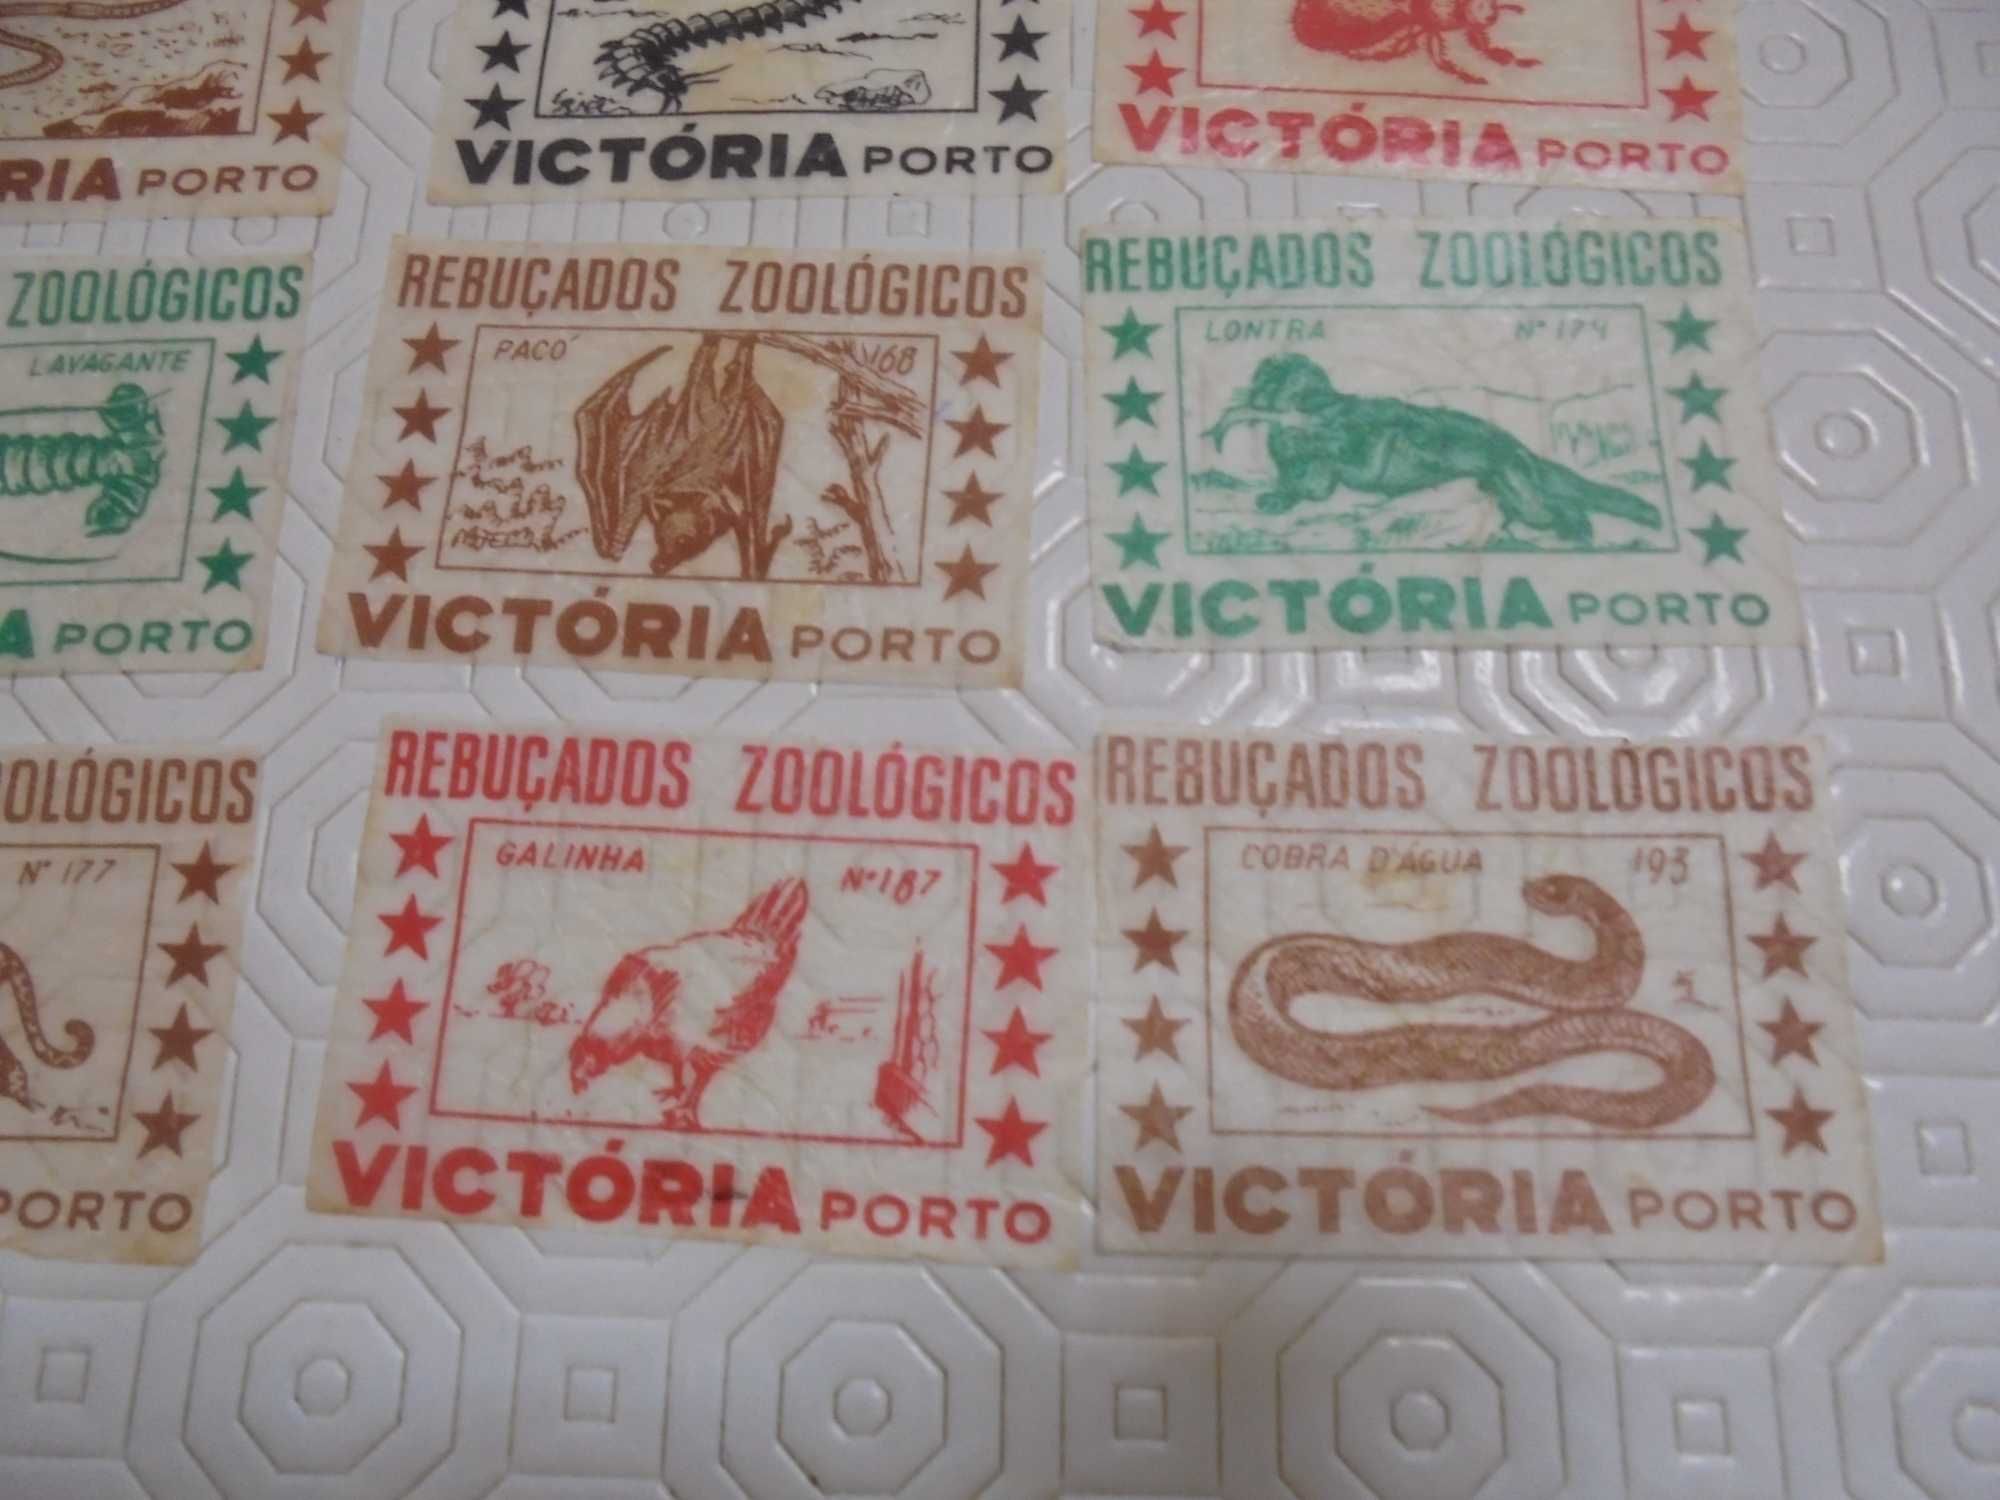 RIA PORTO
VICTÓRIA PORTO
VICTÓRIA PORTO
ZOOLÓGICOS
LAVAGANTE
A PORTO
REBUÇADOS ZOOLÓGICOS
PACÓ 168
VICTÓRIA PORTO
REBUÇADOS ZOOLÓGICOS
LONTRA Nº 174
VICTÓRIA PORTO
OLÓGICOS
Nº 177
PORTO
REBUÇADOS ZOOLÓGICOS
GALINHA Nº 187
VICTÓRIA PORTO
REBUÇADOS ZOOLÓGICOS
COBRA D'ÁGUA 193
VICTÓRIA PORTO